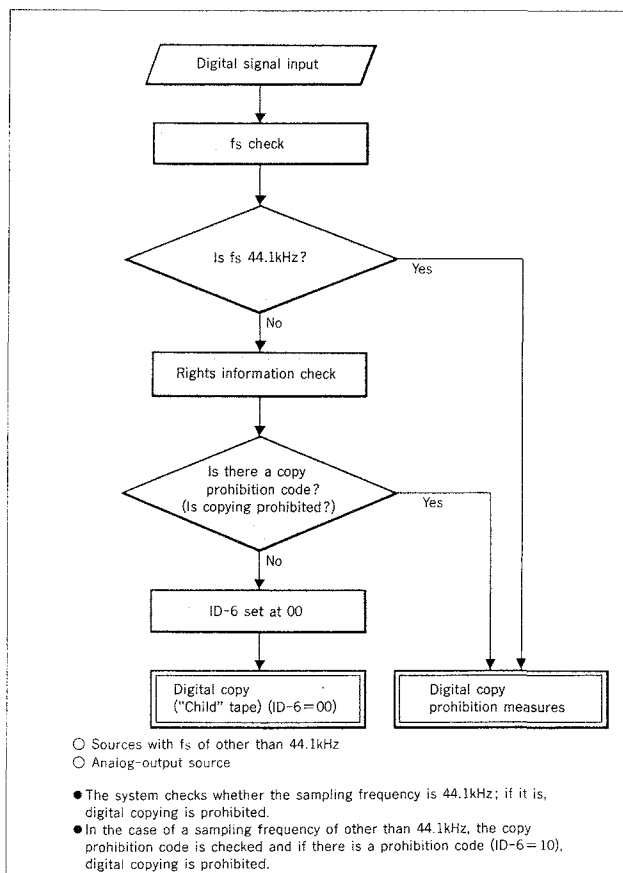 Digital signal input
fs check
Is fs 44.1kHz?
Yes
No
Rights information check
Is there a copy
prohibition code?
(Is copying prohibited?)
Yes
No
ID-6 set at 00
Digital copy
("Child" tape) (ID-6=00)
Digital copy
prohibition measures
○ Sources with fs of other than 44.1kHz
○ Analog-output source
● The system checks whether the sampling frequency is 44.1kHz; if it is,
digital copying is prohibited.
● In the case of a sampling frequency of other than 44.1kHz, the copy
prohibition code is checked and if there is a prohibition code (ID-6=10),
digital copying is prohibited.